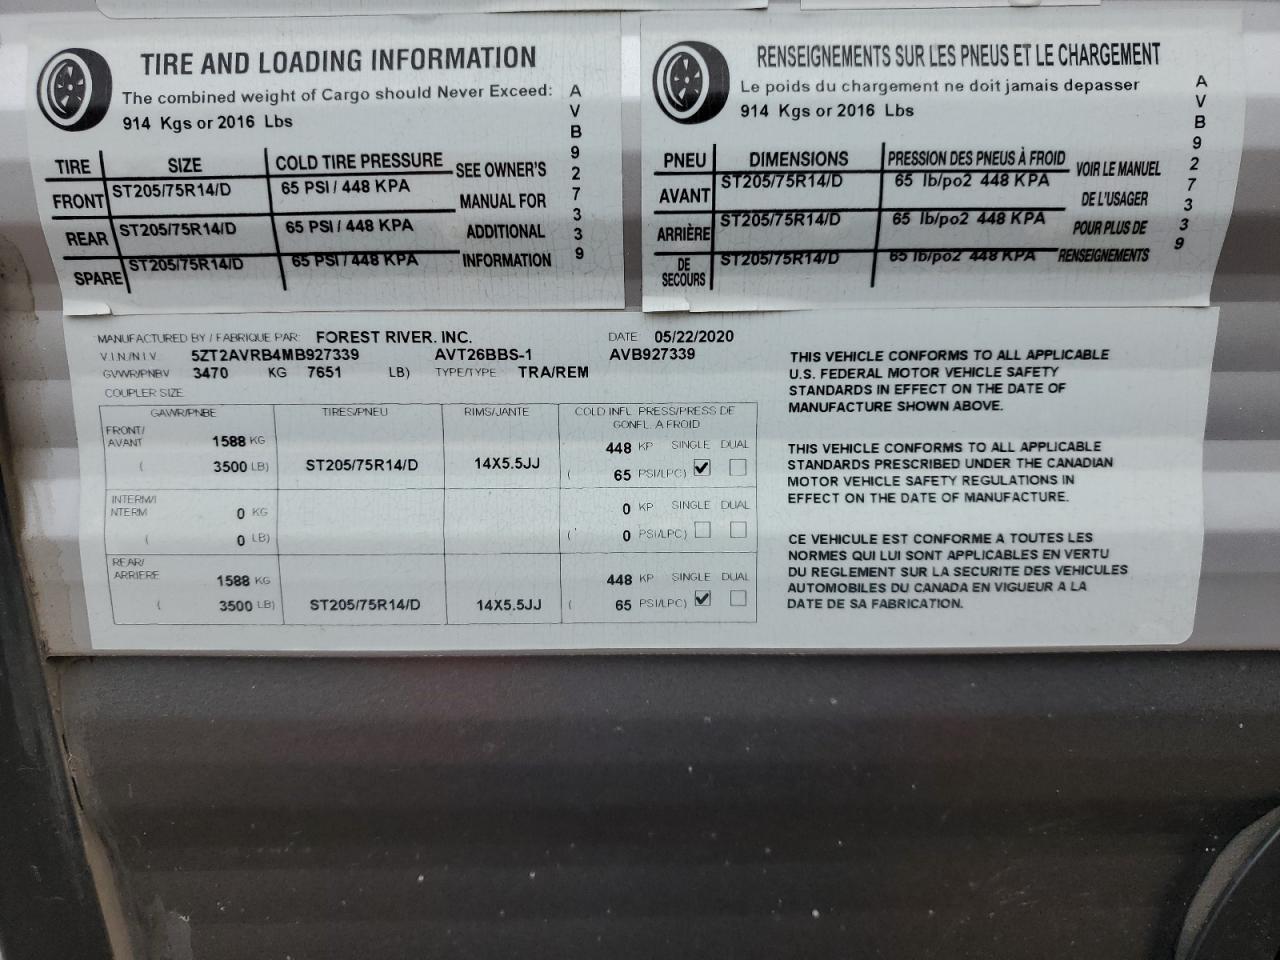 TIRE AND LOADING INFORMATION
The combined weight of Cargo should Never Exceed:
914 Kgs or 2016 Lbs
TIRE SIZE COLD TIRE PRESSURE SEE OWNER'S
FRONT ST205/75R14/D 65 PSI / 448 KPA MANUAL FOR
REAR ST205/75R14/D 65 PSI / 448 KPA ADDITIONAL
SPARE ST205/75R14/D 65 PSI / 448 KPA INFORMATION
AVB927339
RENSEIGNEMENTS SUR LES PNEUS ET LE CHARGEMENT
Le poids du chargement ne doit jamais depasser
914 Kgs or 2016 Lbs
PNEU DIMENSIONS PRESSION DES PNEUS À FROID VOIR LE MANUEL
AVANT ST205/75R14/D 65 lb/po2 448 KPA DE L'USAGER
ARRIÈRE ST205/75R14/D 65 lb/po2 448 KPA POUR PLUS DE
DE SECOURS ST205/75R14/D 65 lb/po2 448 KPA RENSEIGNEMENTS
AVB927339
MANUFACTURED BY / FABRIQUE PAR: FOREST RIVER, INC. DATE 05/22/2020
V.I.N./N.I.V. 5ZT2AVRB4MB927339 AVT26BBS-1 AVB927339
GVWR/PNBV 3470 KG 7651 LB) TYPE/TYPE: TRA/REM
COUPLER SIZE
GAWR/PNBE TIRES/PNEU RIMS/JANTE COLD INFL. PRESS/PRESS DE
GONFL. A FROID
FRONT/
AVANT 1588 KG 448 KP SINGLE DUAL
( 3500 LB) ST205/75R14/D 14X5.5JJ ( 65 PSI/LPC)
INTERM/I
NTERM 0 KG 0 KP SINGLE DUAL
( 0 LB) ( 0 PSI/LPC)
REAR/
ARRIERE 1588 KG 448 KP SINGLE DUAL
( 3500 LB) ST205/75R14/D 14X5.5JJ ( 65 PSI/LPC)
THIS VEHICLE CONFORMS TO ALL APPLICABLE
U.S. FEDERAL MOTOR VEHICLE SAFETY
STANDARDS IN EFFECT ON THE DATE OF
MANUFACTURE SHOWN ABOVE.
THIS VEHICLE CONFORMS TO ALL APPLICABLE
STANDARDS PRESCRIBED UNDER THE CANADIAN
MOTOR VEHICLE SAFETY REGULATIONS IN
EFFECT ON THE DATE OF MANUFACTURE.
CE VEHICULE EST CONFORME A TOUTES LES
NORMES QUI LUI SONT APPLICABLES EN VERTU
DU REGLEMENT SUR LA SECURITE DES VEHICULES
AUTOMOBILES DU CANADA EN VIGUEUR A LA
DATE DE SA FABRICATION.